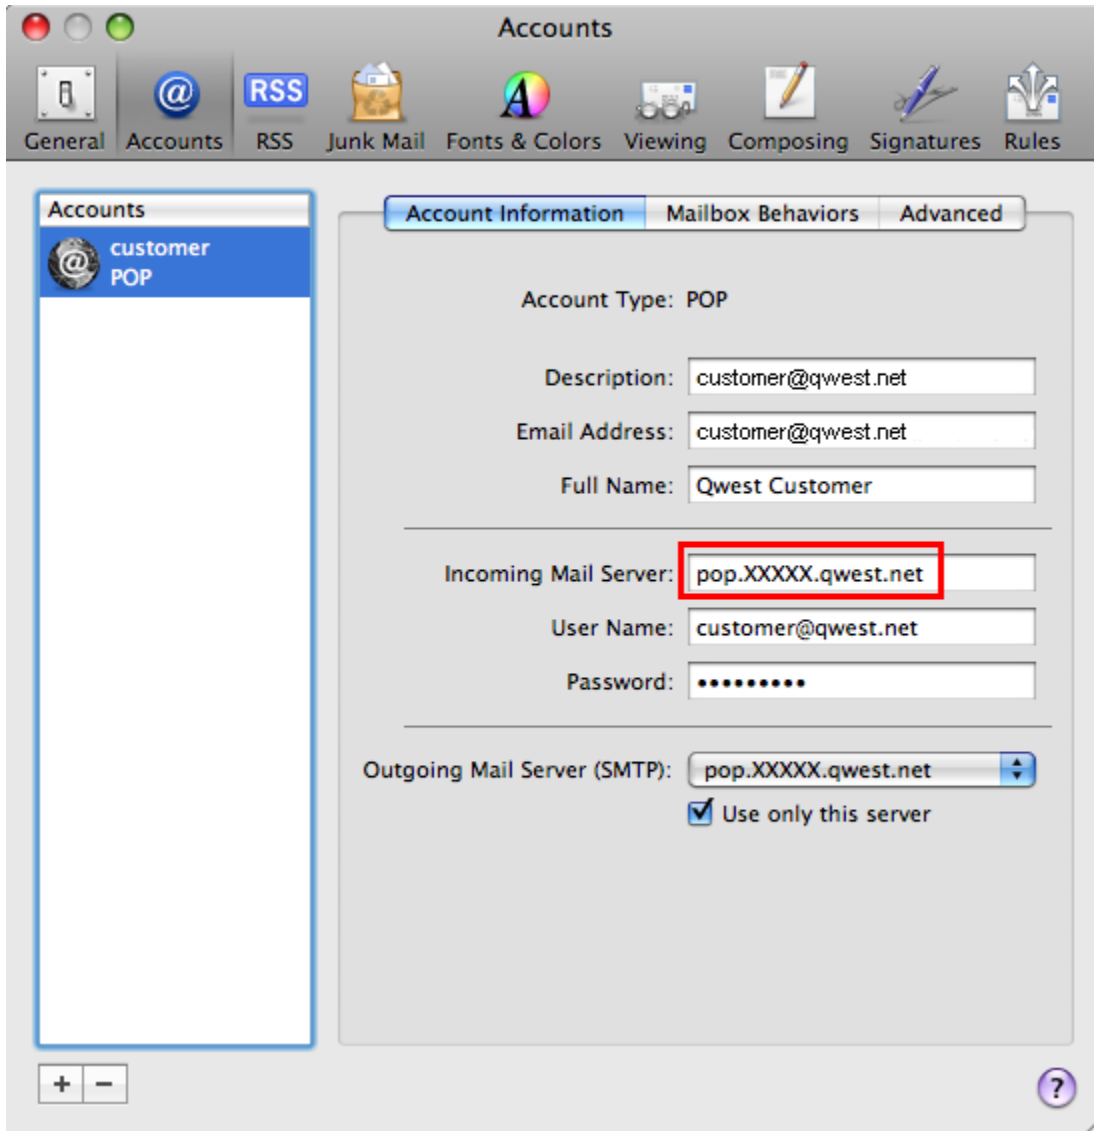 Accounts
General Accounts RSS RSS Junk Mail A Fonts & Colors Viewing Composing Signatures Rules
Accounts
@ customer
POP
Account Information Mailbox Behaviors Advanced
Account Type: POP
Description: customer@qwest.net
Email Address: customer@qwest.net
Full Name: Qwest Customer
Incoming Mail Server: pop.XXXXX.qwest.net
User Name: customer@qwest.net
Password: •••••••••
Outgoing Mail Server (SMTP): pop.XXXXX.qwest.net
Use only this server
+ − ?